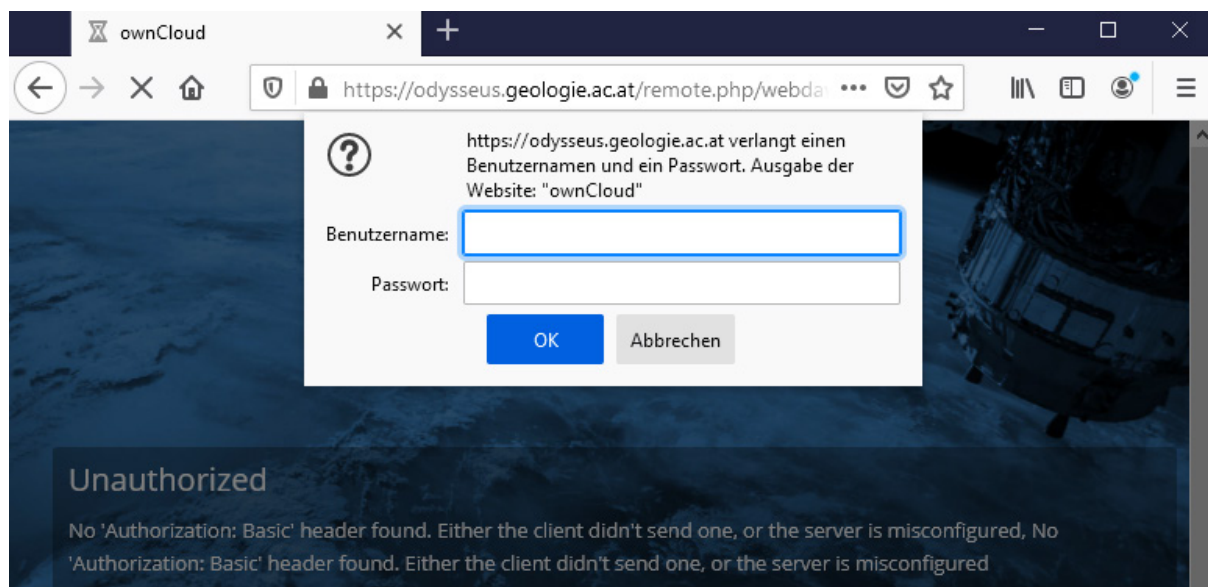 ownCloud
https://odysseus.geologie.ac.at/remote.php/webda
https://odysseus.geologie.ac.at verlangt einen
Benutzernamen und ein Passwort. Ausgabe der
Website: "ownCloud"
Benutzername:
Passwort:
OK
Abbrechen
Unauthorized
No 'Authorization: Basic' header found. Either the client didn't send one, or the server is misconfigured, No
'Authorization: Basic' header found. Either the client didn't send one, or the server is misconfigured